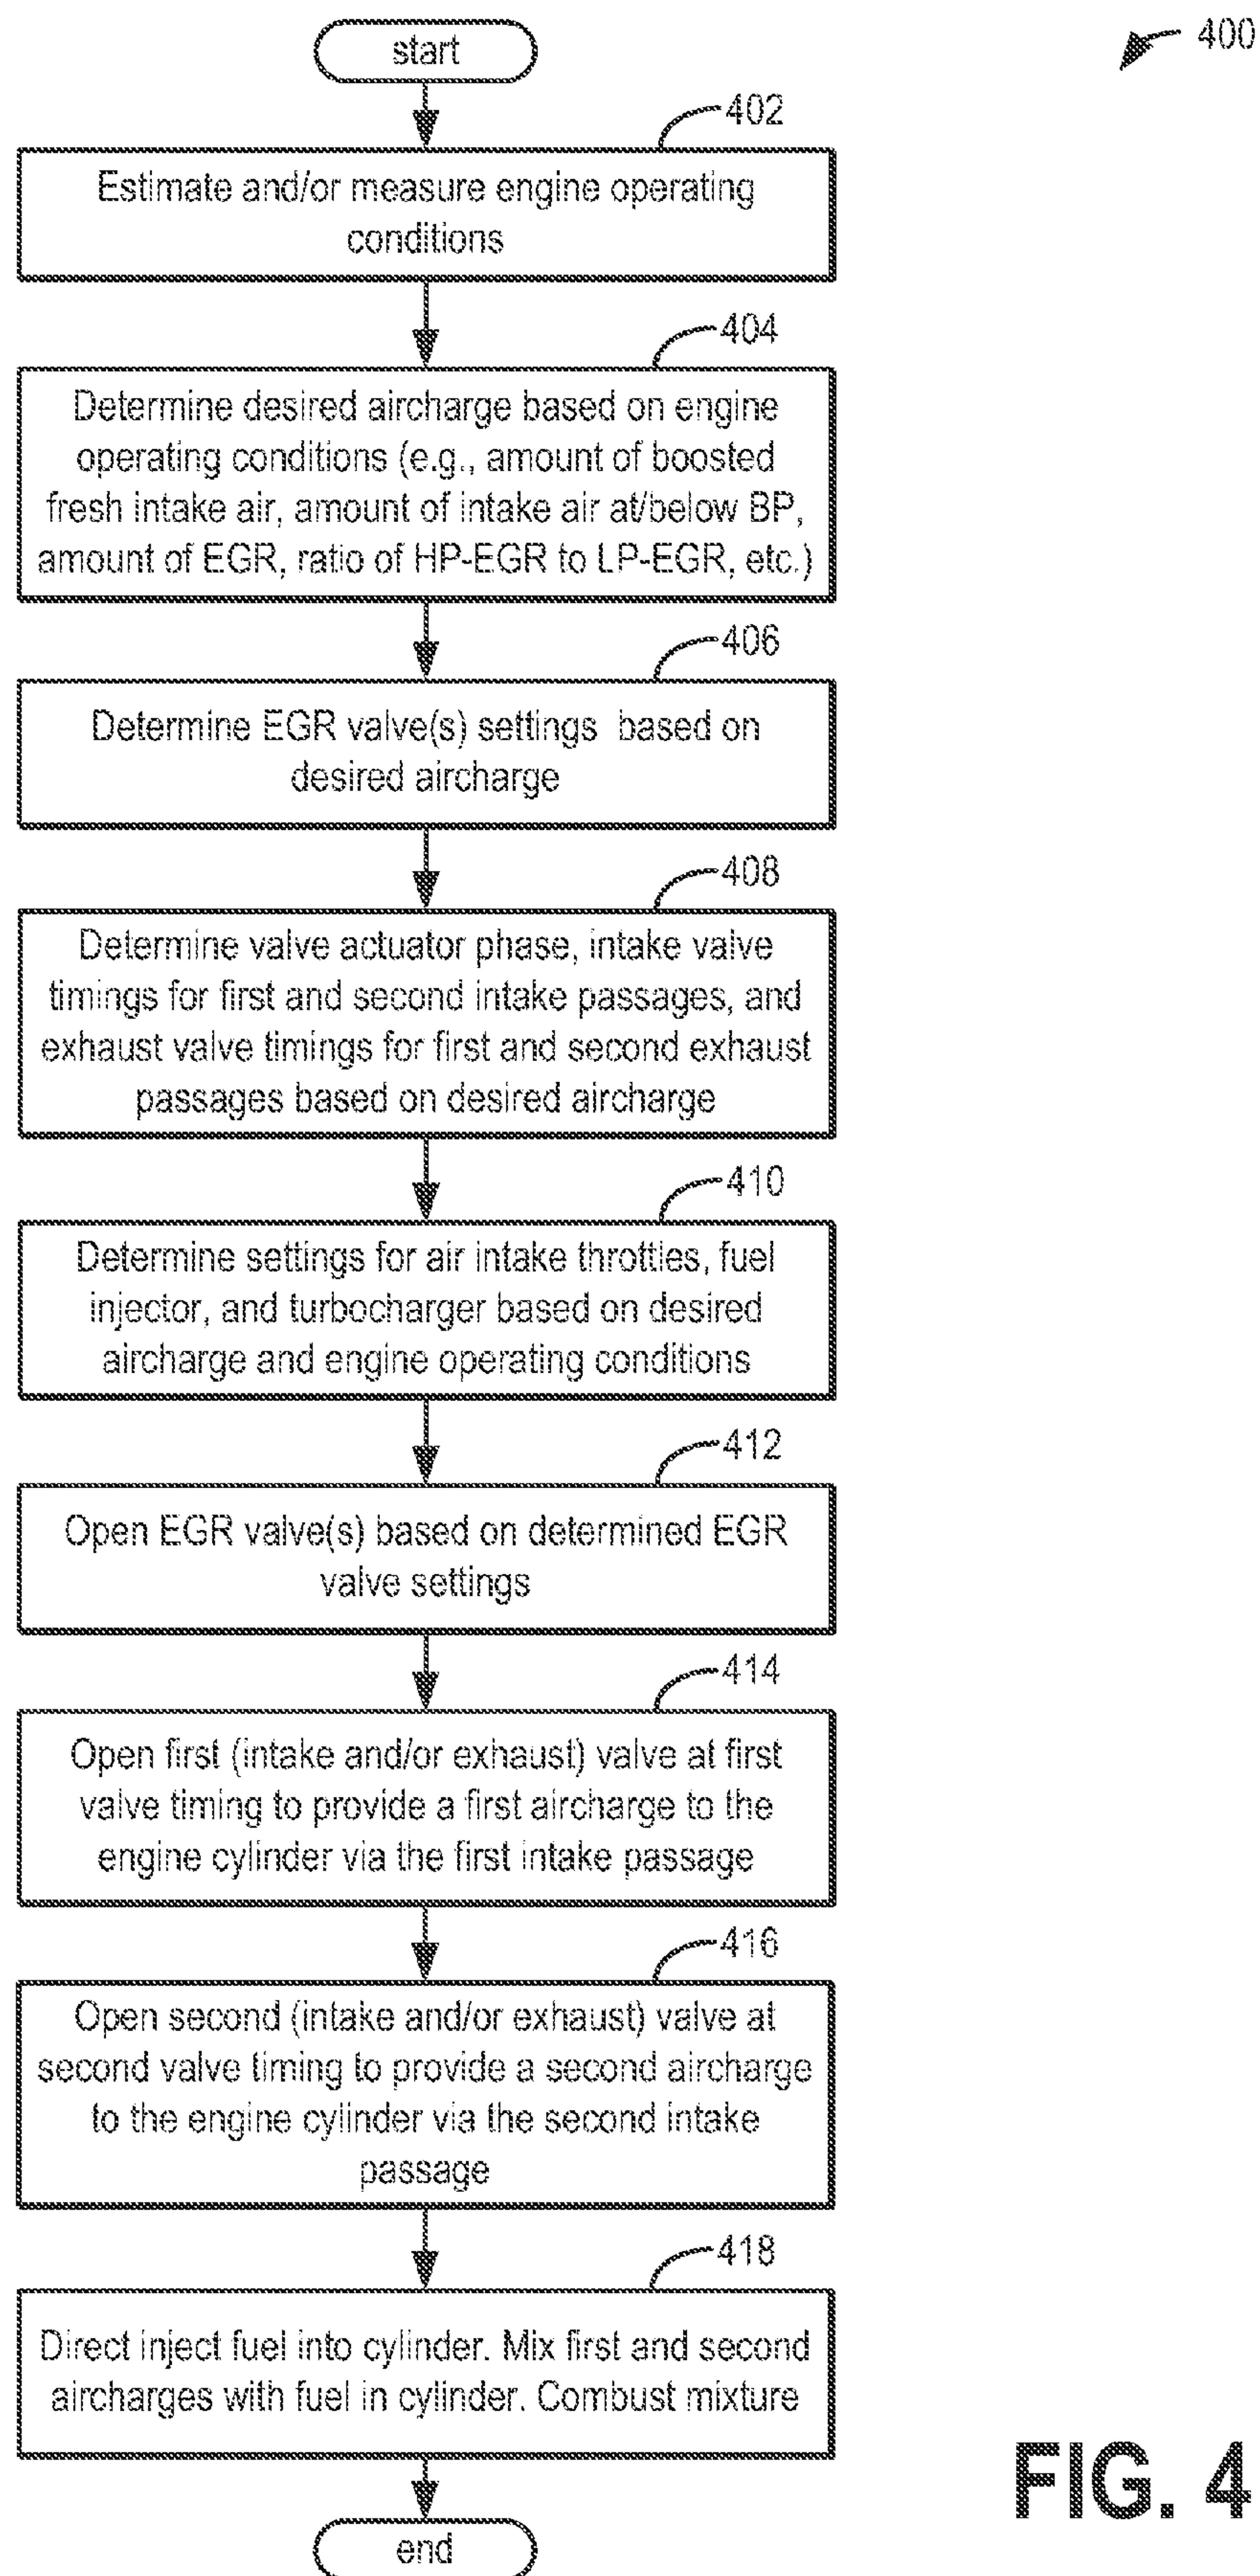 start
400
402
Estimate and/or measure engine operating
conditions
404
Determine desired aircharge based on engine
operating conditions (e.g., amount of boosted
fresh intake air, amount of intake air at/below BP,
amount of EGR, ratio of HP-EGR to LP-EGR, etc.)
406
Determine EGR valve(s) settings based on
desired aircharge
408
Determine valve actuator phase, intake valve
timings for first and second intake passages, and
exhaust valve timings for first and second exhaust
passages based on desired aircharge
410
Determine settings for air intake throttles, fuel
injector, and turbocharger based on desired
aircharge and engine operating conditions
412
Open EGR valve(s) based on determined EGR
valve settings
414
Open first (intake and/or exhaust) valve at first
valve timing to provide a first aircharge to the
engine cylinder via the first intake passage
416
Open second (intake and/or exhaust) valve at
second valve timing to provide a second aircharge
to the engine cylinder via the second intake
passage
418
Direct inject fuel into cylinder. Mix first and second
aircharges with fuel in cylinder. Combust mixture
end
FIG. 4